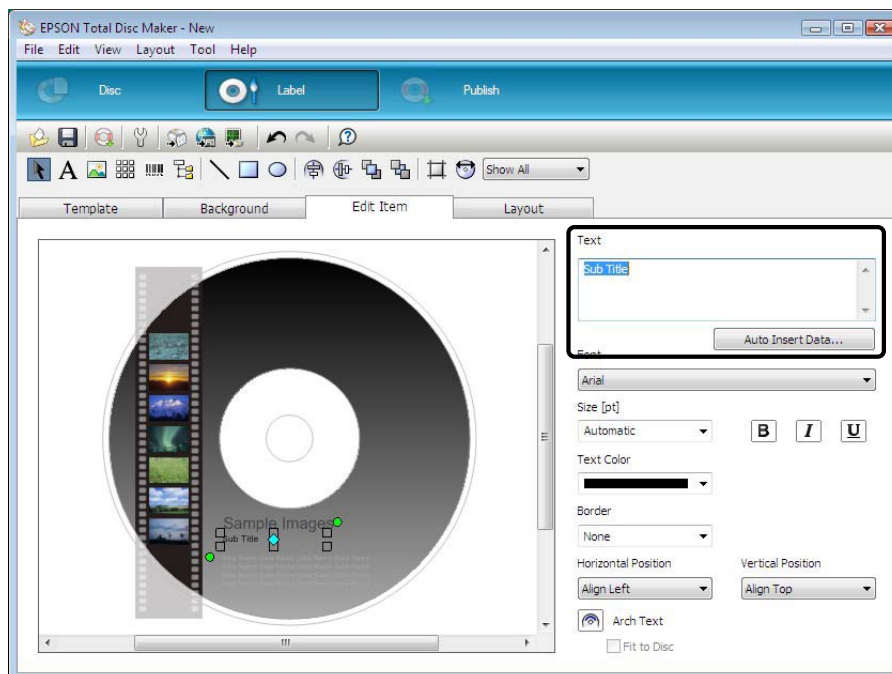 EPSON Total Disc Maker - New
File Edit View Layout Tool Help
Disc Label Publish
A Show All
Template Background Edit Item Layout
Text
Sub Title
Auto Insert Data...
Font
Arial
Size [pt]
Automatic B I U
Text Color
Border
None
Horizontal Position Vertical Position
Align Left Align Top
Arch Text
Fit to Disc
Sample Images
Sub Title